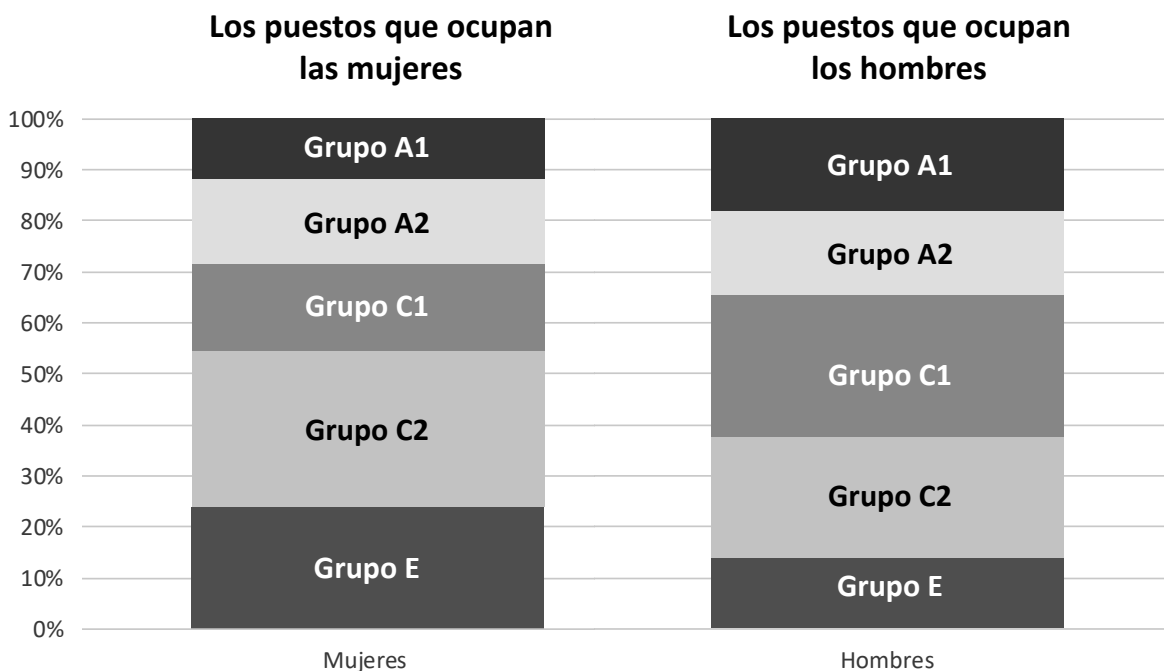 Los puestos que ocupan
las mujeres
Los puestos que ocupan
los hombres
100%
90%
80%
70%
60%
50%
40%
30%
20%
10%
0%
Grupo A1
Grupo A2
Grupo C1
Grupo C2
Grupo E
Grupo A1
Grupo A2
Grupo C1
Grupo C2
Grupo E
Mujeres
Hombres